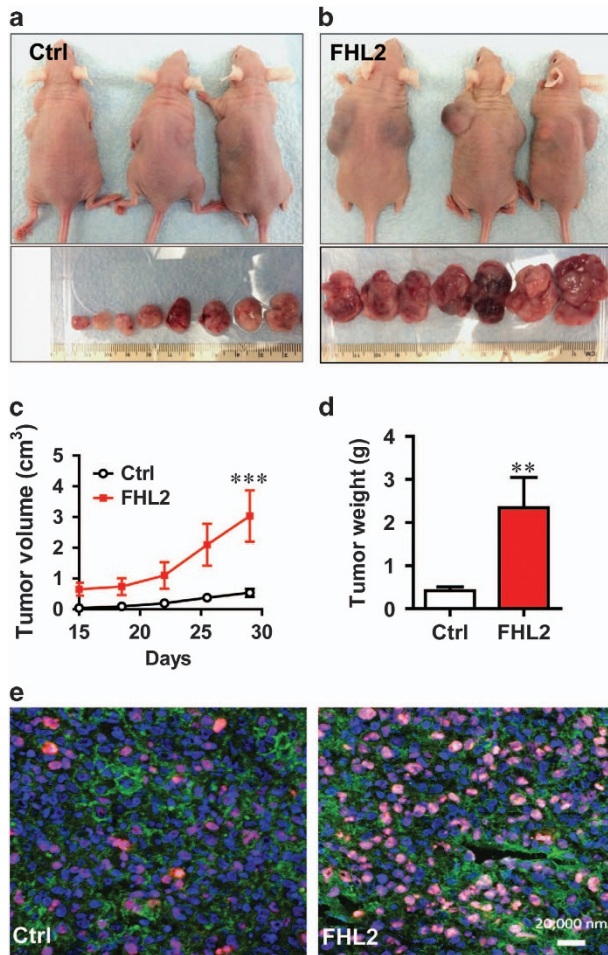 a
Ctrl
b
FHL2
c
Tumor volume (cm³)
5
4
3
2
1
0
Ctrl
FHL2
***
15
20
25
30
Days
d
Tumor weight (g)
4
3
2
1
0
**
Ctrl
FHL2
e
Ctrl
FHL2
20,000 nm